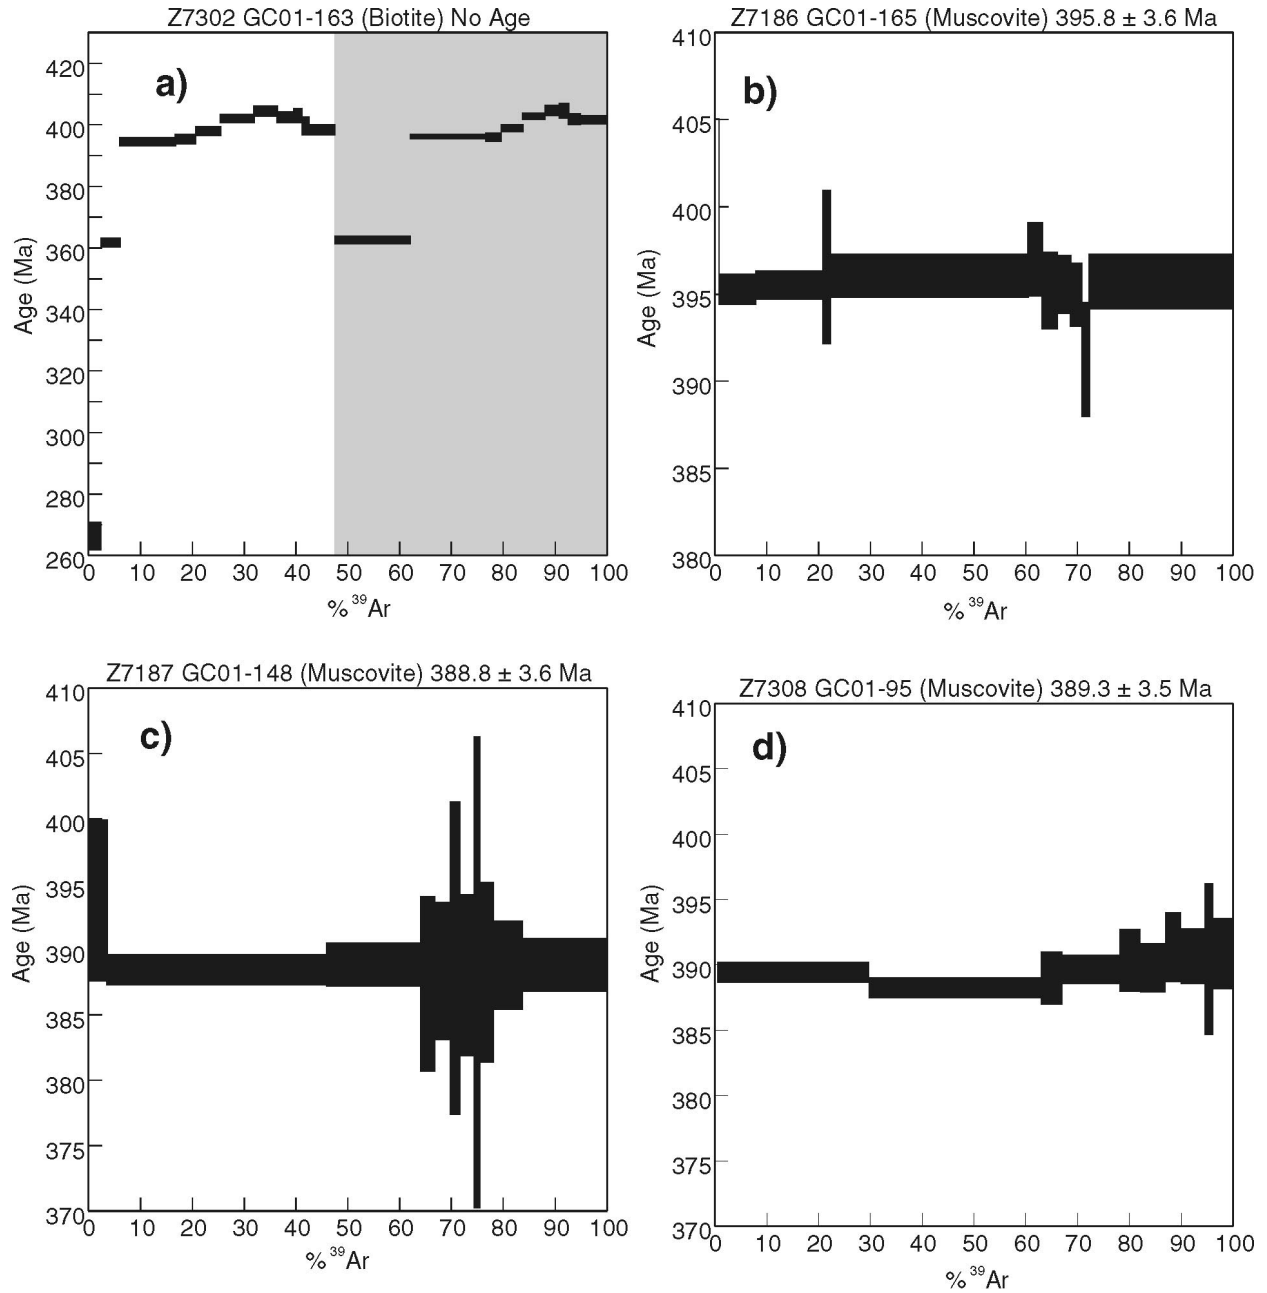 Z7302 GC01-163 (Biotite) No Age
a)
420
400
380
360
340
320
300
280
260
Age (Ma)
0 10 20 30 40 50 60 70 80 90 100
% ³⁹Ar
Z7186 GC01-165 (Muscovite) 395.8 ± 3.6 Ma
b)
410
405
400
395
390
385
380
Age (Ma)
0 10 20 30 40 50 60 70 80 90 100
% ³⁹Ar
Z7187 GC01-148 (Muscovite) 388.8 ± 3.6 Ma
c)
410
405
400
395
390
385
380
375
370
Age (Ma)
0 10 20 30 40 50 60 70 80 90 100
% ³⁹Ar
Z7308 GC01-95 (Muscovite) 389.3 ± 3.5 Ma
d)
410
405
400
395
390
385
380
375
370
Age (Ma)
0 10 20 30 40 50 60 70 80 90 100
% ³⁹Ar